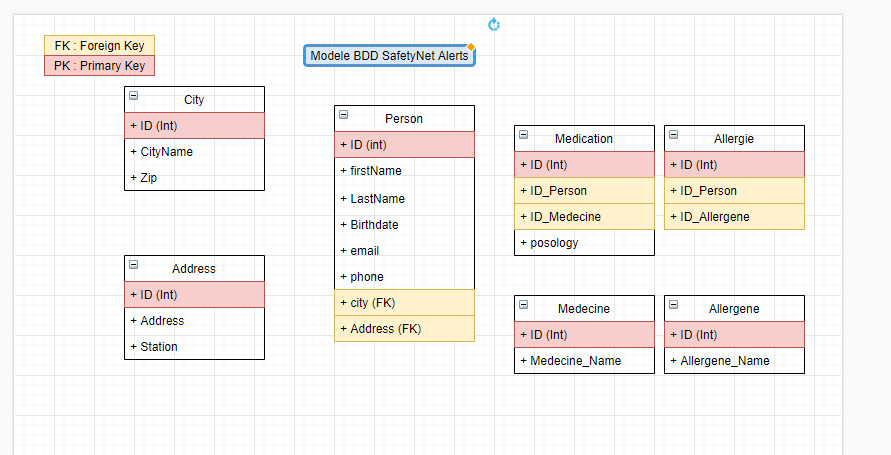 FK : Foreign Key
PK : Primary Key
Modele BDD SafetyNet Alerts
City
+ ID (Int)
+ CityName
+ Zip
Address
+ ID (Int)
+ Address
+ Station
Person
+ ID (int)
+ firstName
+ LastName
+ Birthdate
+ email
+ phone
+ city (FK)
+ Address (FK)
Medication
+ ID (Int)
+ ID_Person
+ ID_Medecine
+ posology
Allergie
+ ID (Int)
+ ID_Person
+ ID_Allergene
Medecine
+ ID (Int)
+ Medecine_Name
Allergene
+ ID (Int)
+ Allergene_Name